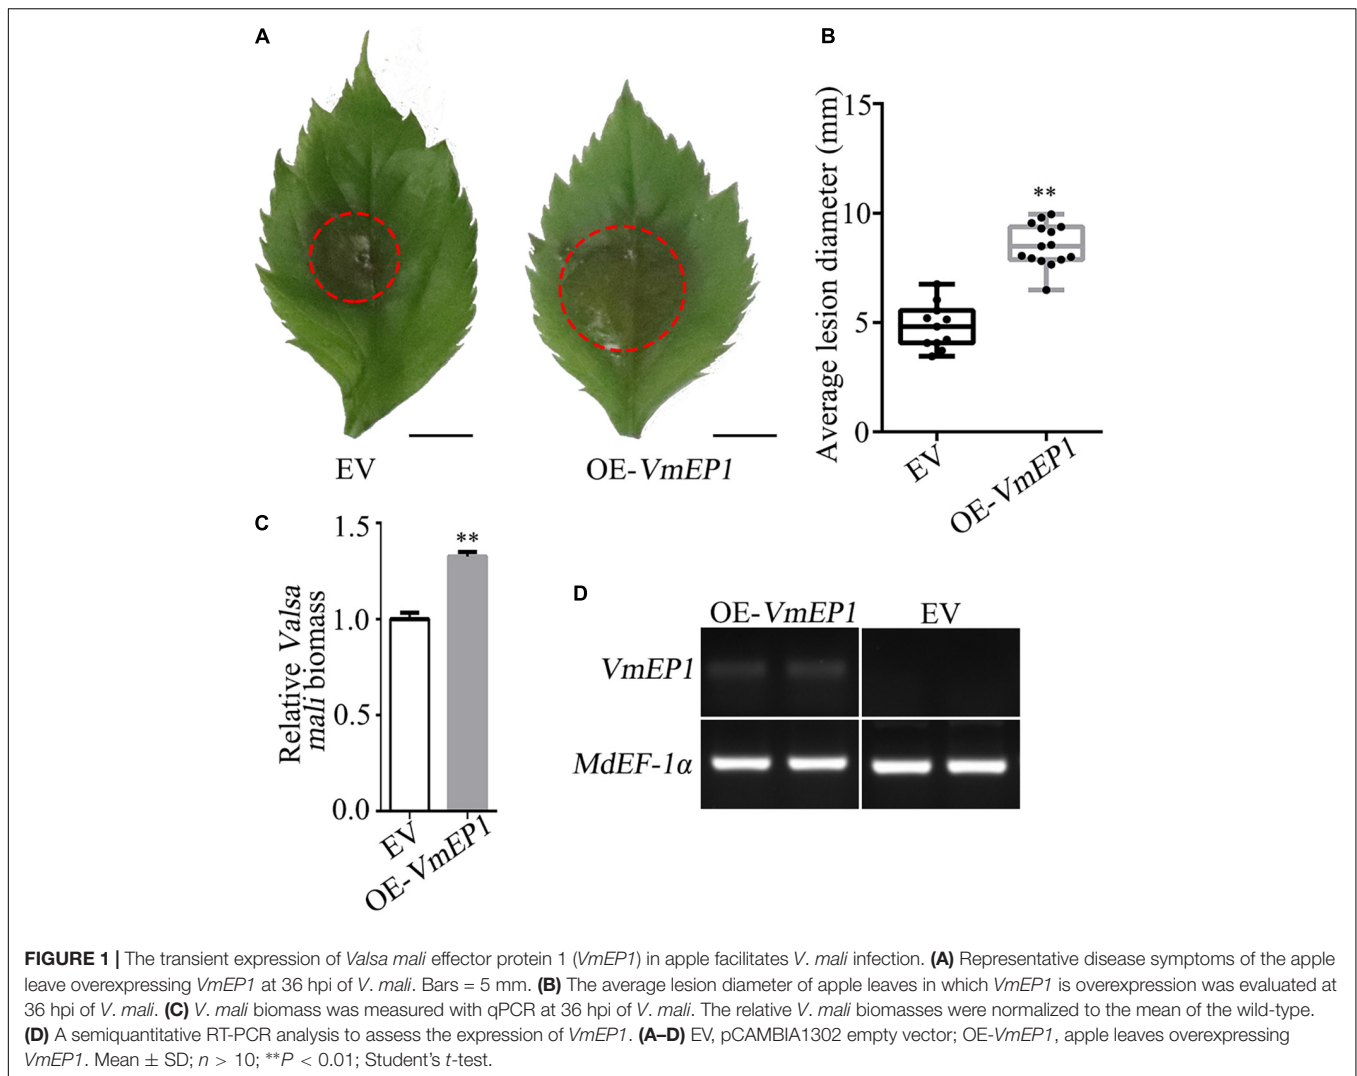 A
EV
OE-VmEP1
B
Average lesion diameter (mm)
15
10
5
0
**
EV
OE-VmEP1
C
Relative Valsa
mali biomass
1.5
1.0
0.5
0.0
**
EV
OE-VmEP1
D
OE-VmEP1 EV
VmEP1
MdEF-1α
FIGURE 1 | The transient expression of Valsa mali effector protein 1 (VmEP1) in apple facilitates V. mali infection. (A) Representative disease symptoms of the apple
leave overexpressing VmEP1 at 36 hpi of V. mali. Bars = 5 mm. (B) The average lesion diameter of apple leaves in which VmEP1 is overexpression was evaluated at
36 hpi of V. mali. (C) V. mali biomass was measured with qPCR at 36 hpi of V. mali. The relative V. mali biomasses were normalized to the mean of the wild-type.
(D) A semiquantitative RT-PCR analysis to assess the expression of VmEP1. (A–D) EV, pCAMBIA1302 empty vector; OE-VmEP1, apple leaves overexpressing
VmEP1. Mean ± SD; n > 10; **P < 0.01; Student's t-test.